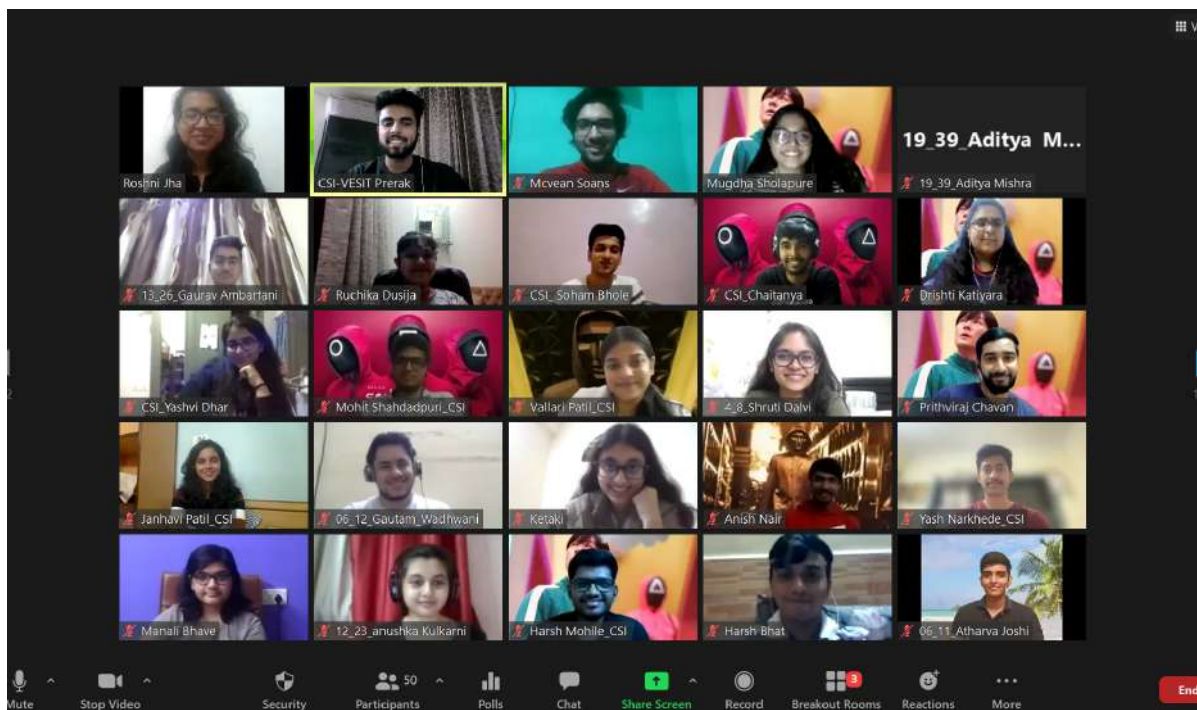 V
Roshni Jha
CSI-VESIT Prerak
Mcvean Soans
Mugdha Sholapure
19_39_Aditya M...
19_39_Aditya Mishra
13_26_Gaurav Ambartani
Ruchika Dusija
CSI_ Soham Bhole
CSI_Chaitanya
Drishti Katiyara
CSI_Yashvi Dhar
Mohit Shahdadpuri_CSI
Vallari Patil_CSI
4_8_Shruti Dalvi
Prithviraj Chavan
Janhavi Patil_CSI
06_12_Gautam_Wadhwani
Ketaki
Anish Nair
Yash Narkhede_CSI
Manali Bhave
12_23_anushka Kulkarni
Harsh Mohile_CSI
Harsh Bhat
06_11_Atharva Joshi
50
3
Mute
Stop Video
Security
Participants
Polls
Chat
Share Screen
Record
Breakout Rooms
Reactions
More
End